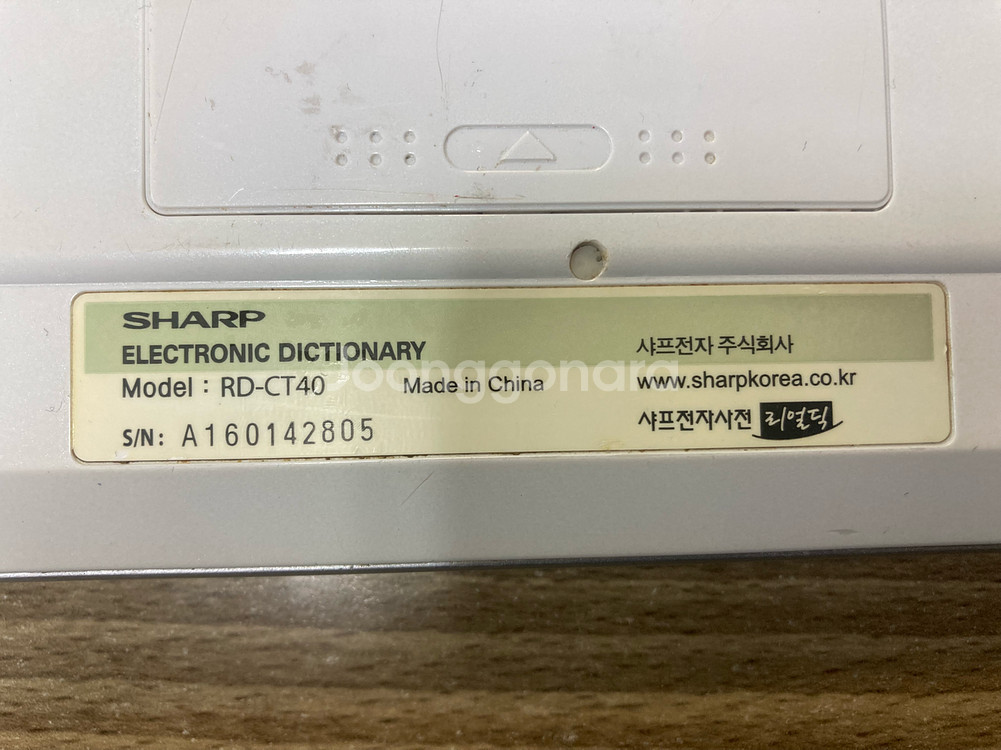 SHARP
ELECTRONIC DICTIONARY
샤프전자 주식회사
Model : RD-CT40
Made in China
www.sharpkorea.co.kr
S/N: A160142805
샤프전자사전 리얼딕
Joonggonara